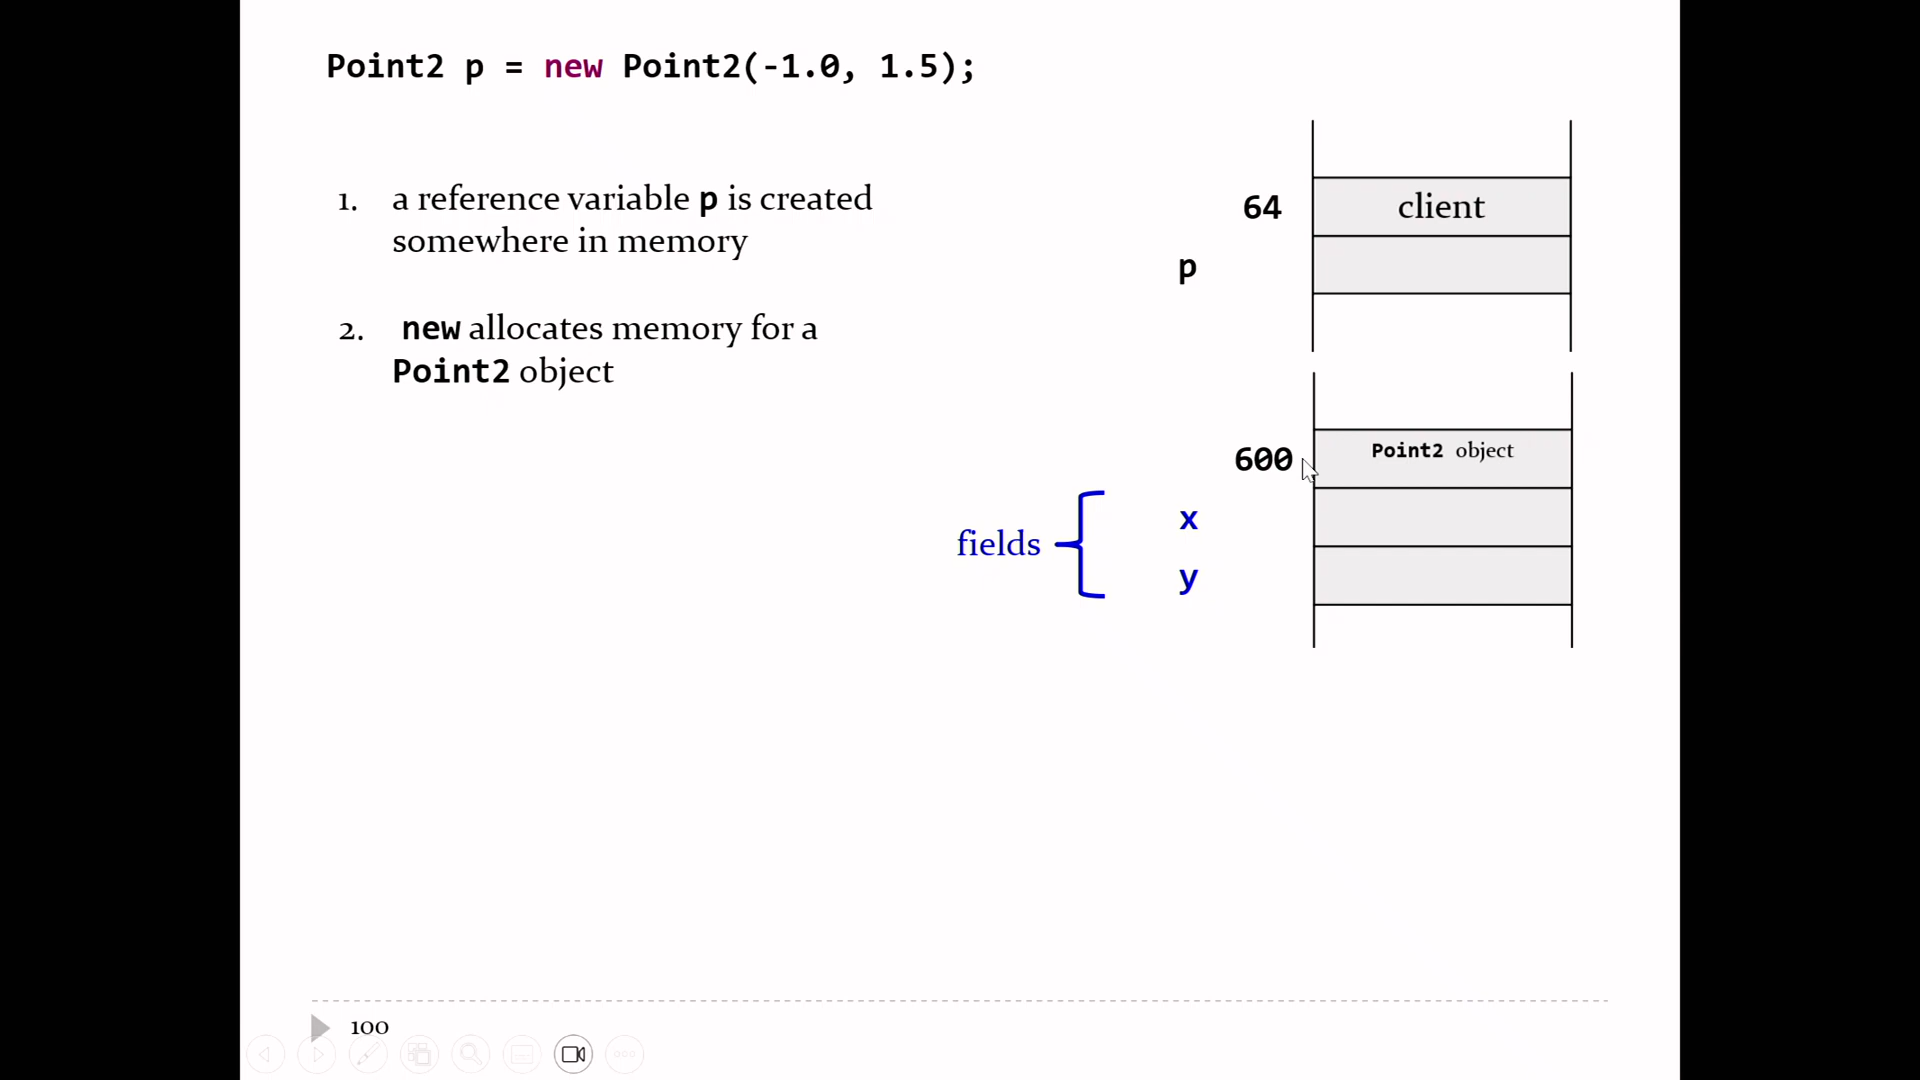 Point2 p = new Point2(-1.0, 1.5);
1. a reference variable p is created
somewhere in memory
2. new allocates memory for a
Point2 object
64 client
p
600 Point2 object
fields
x
y
100